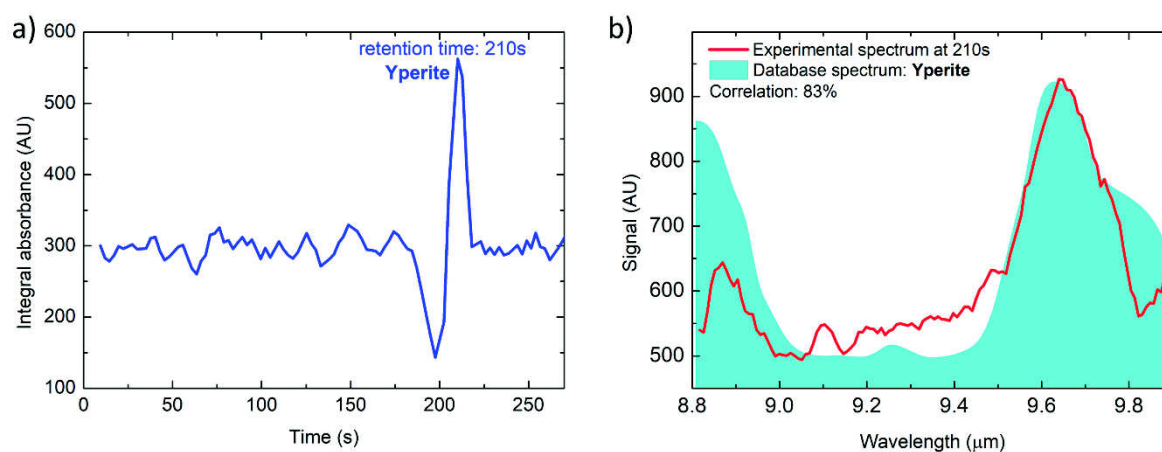 a)
retention time: 210s
Yperite
Integral absorbance (AU)
600
500
400
300
200
100
0 50 100 150 200 250
Time (s)
b)
Experimental spectrum at 210s
Database spectrum: Yperite
Correlation: 83%
Signal (AU)
900
800
700
600
500
8.8 9.0 9.2 9.4 9.6 9.8
Wavelength (μm)